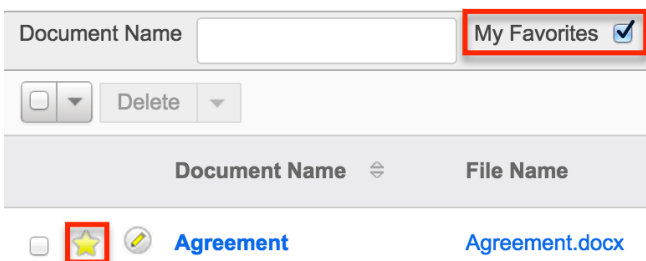 Document Name My Favorites
Delete
Document Name File Name
Agreement Agreement.docx